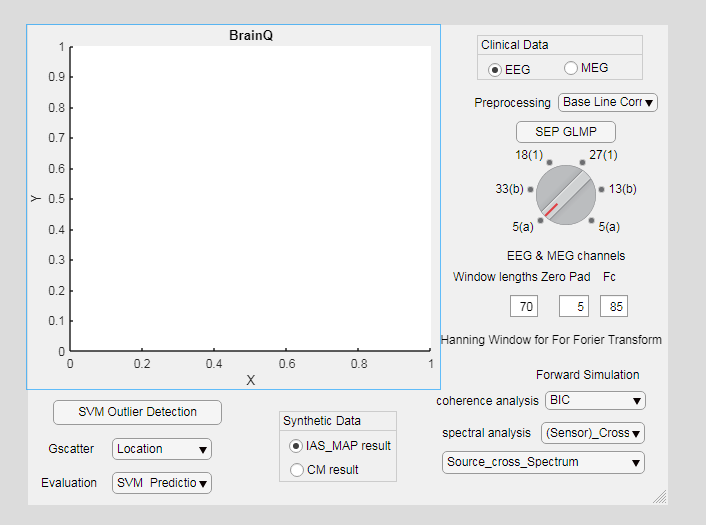 BrainQ
1
0.9
0.8
0.7
0.6
0.5
0.4
0.3
0.2
0.1
0
Y
0 0.2 0.4 0.6 0.8 1
X
Clinical Data
EEG MEG
Preprocessing Base Line Corr
SEP GLMP
18(1) 27(1)
33(b) 13(b)
5(a) 5(a)
EEG & MEG channels
Window lengths Zero Pad Fc
70 5 85
Hanning Window for For Forier Transform
Forward Simulation
coherence analysis BIC
spectral analysis (Sensor)_Cross
Source_cross_Spectrum
SVM Outlier Detection
Gscatter Location
Evaluation SVM Predictio
Synthetic Data
IAS_MAP result
CM result